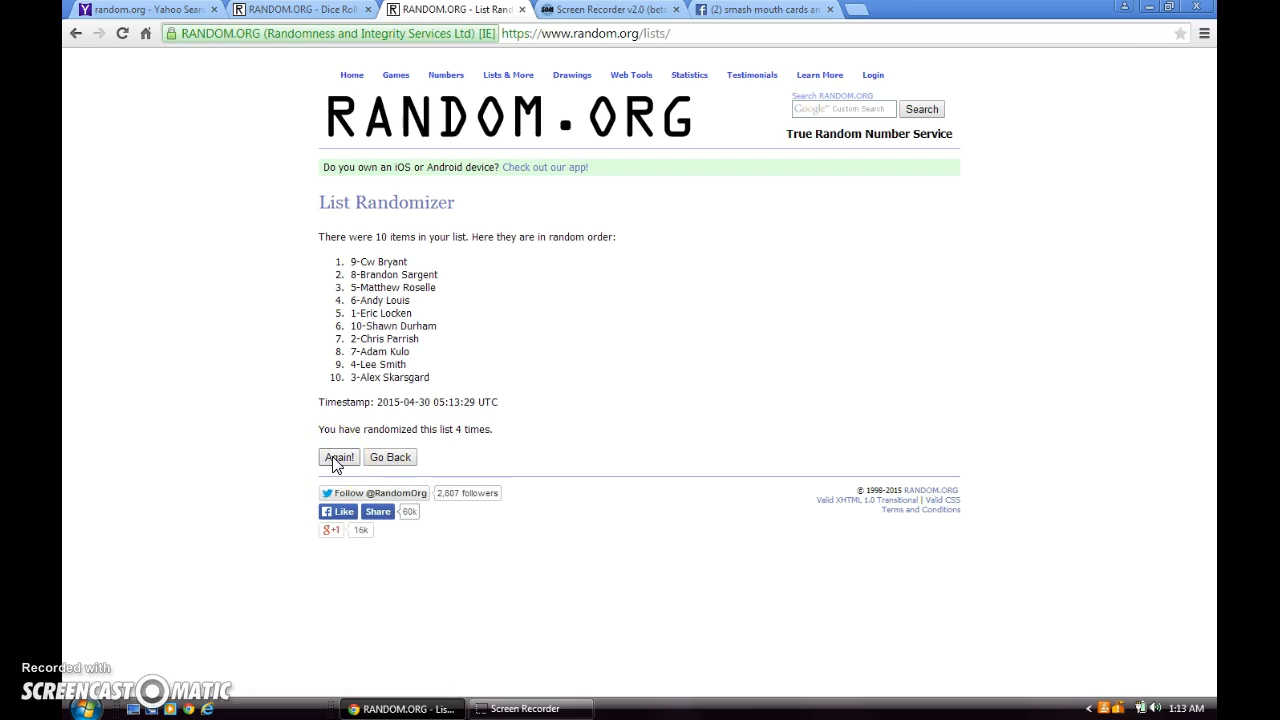 random.org - Yahoo Sear
RANDOM.ORG - Dice Roll
RANDOM.ORG - List Rand
Screen Recorder v2.0 (beta
(2) smash mouth cards an
RANDOM.ORG (Randomness and Integrity Services Ltd) [IE]
https://www.random.org/lists/
Home Games Numbers Lists & More Drawings Web Tools Statistics Testimonials Learn More Login
RANDOM.ORG
Search RANDOM.ORG
Google™ Custom Search
Search
True Random Number Service
Do you own an iOS or Android device? Check out our app!
List Randomizer
There were 10 items in your list. Here they are in random order:
1. 9-Cw Bryant
2. 8-Brandon Sargent
3. 5-Matthew Roselle
4. 6-Andy Louis
5. 1-Eric Locken
6. 10-Shawn Durham
7. 2-Chris Parrish
8. 7-Adam Kulo
9. 4-Lee Smith
10. 3-Alex Skarsgard
Timestamp: 2015-04-30 05:13:29 UTC
You have randomized this list 4 times.
Again! Go Back
Follow @RandomOrg 2,807 followers
Like Share 60k
g+1 16k
© 1998-2015 RANDOM.ORG
Valid XHTML 1.0 Transitional | Valid CSS
Terms and Conditions
Recorded with
SCREENCAST-O-MATIC
RANDOM.ORG - Lis...
Screen Recorder
1:13 AM